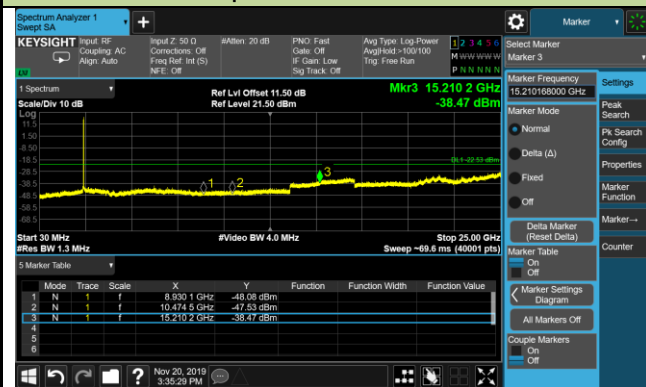 Spectrum Analyzer 1
Swept SA
KEYSIGHT
Input: RF
Coupling: AC
Align: Auto
Input Z: 50 Ω
Corrections: Off
Freq Ref: Int (S)
NFE: Off
#Atten: 20 dB
PNO: Fast
Gate: Off
IF Gain: Low
Sig Track: Off
Avg Type: Log-Power
Avg|Hold:>100/100
Trig: Free Run
1 2 3 4 5 6
M W W W W W
P N N N N N
1 Spectrum
Scale/Div 10 dB
Ref Lvl Offset 11.50 dB
Ref Level 21.50 dBm
Mkr3 15.210 2 GHz
-38.47 dBm
Log
11.5
1.50
-8.50
-18.5
-28.5
-38.5
-48.5
-58.5
-68.5
DL1 -22.53 dBm
1
2
3
Start 30 MHz
#Res BW 1.3 MHz
#Video BW 4.0 MHz
Stop 25.00 GHz
Sweep ~69.6 ms (40001 pts)
5 Marker Table
Mode Trace Scale X Y Function Function Width Function Value
1 N 1 f 8.930 1 GHz -48.08 dBm
2 N 1 f 10.474 5 GHz -47.53 dBm
3 N 1 f 15.210 2 GHz -38.47 dBm
4
5
6
Nov 20, 2019
3:35:29 PM
Marker
Select Marker
Marker 3
Marker Frequency
15.210168000 GHz
Marker Mode
Normal
Delta (Δ)
Fixed
Off
Delta Marker
(Reset Delta)
Marker Table
On
Off
Marker Settings
Diagram
All Markers Off
Couple Markers
On
Off
Settings
Peak
Search
Pk Search
Config
Properties
Marker
Function
Marker→
Counter